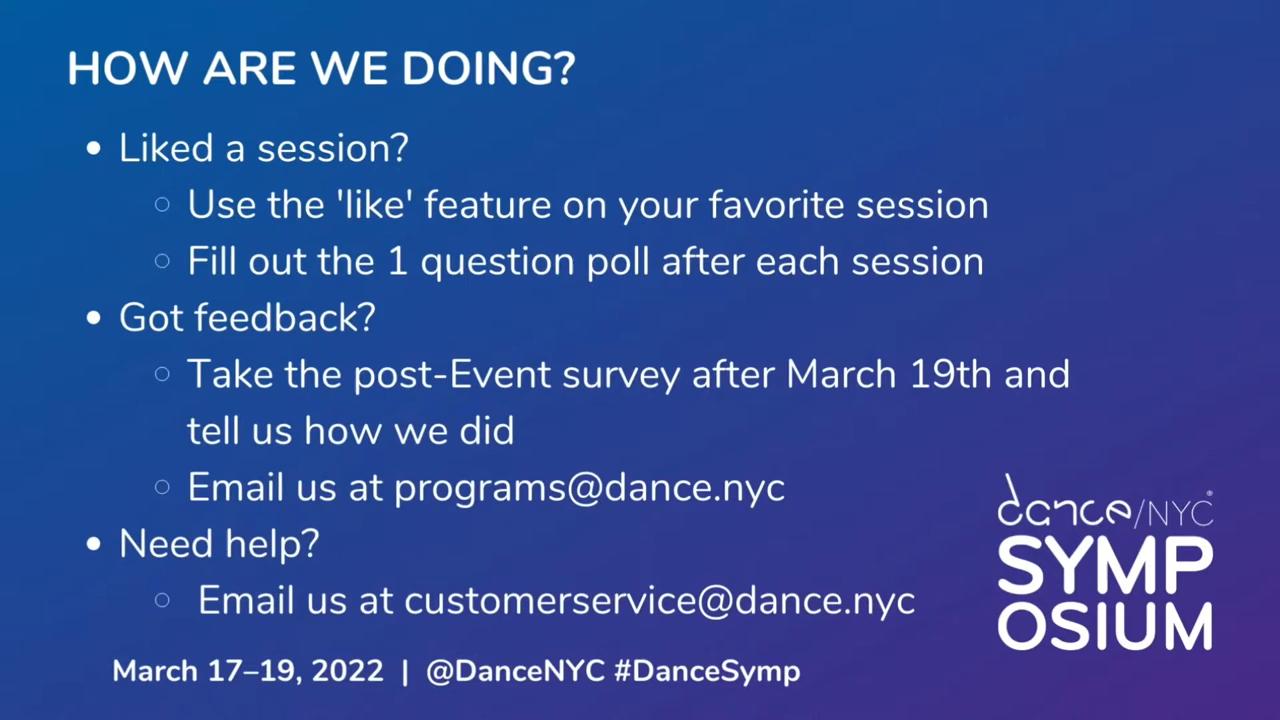 HOW ARE WE DOING?
• Liked a session?
○ Use the 'like' feature on your favorite session
○ Fill out the 1 question poll after each session
• Got feedback?
○ Take the post-Event survey after March 19th and
tell us how we did
○ Email us at programs@dance.nyc
• Need help?
○ Email us at customerservice@dance.nyc
dance/NYC®
SYMP
OSIUM
March 17–19, 2022 | @DanceNYC #DanceSymp